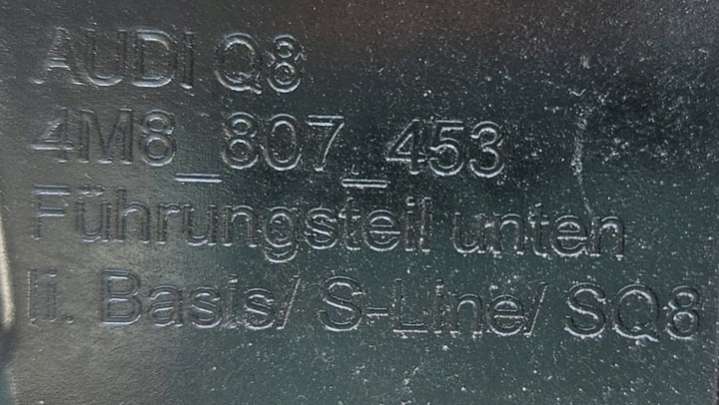 AUDI Q8
4M8_807_453
Führungsteil unten
li. Basis/ S-Line/ SQ8